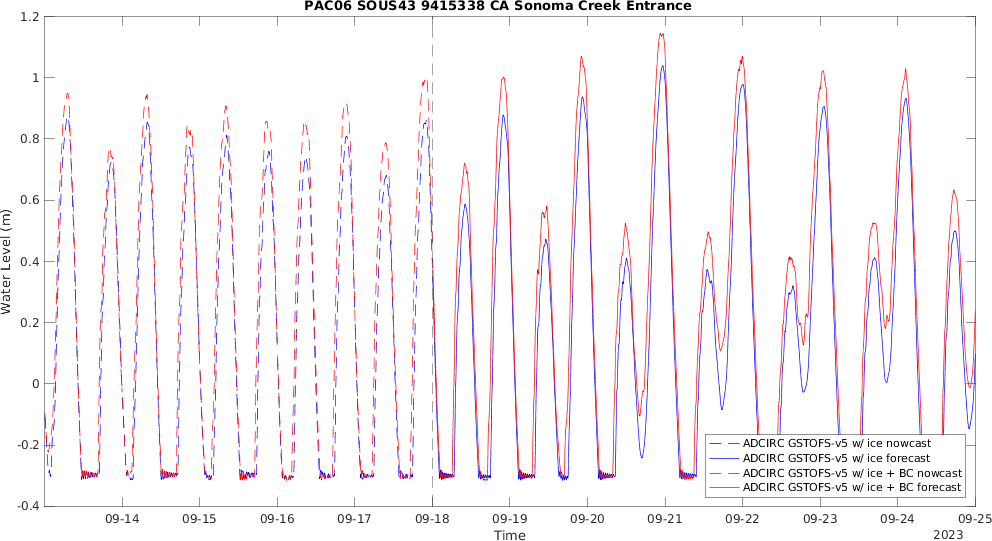 PAC06 SOUS43 9415338 CA Sonoma Creek Entrance
1.2
1
0.8
0.6
0.4
0.2
0
-0.2
-0.4
Water Level (m)
ADCIRC GSTOFS-v5 w/ ice nowcast
ADCIRC GSTOFS-v5 w/ ice forecast
ADCIRC GSTOFS-v5 w/ ice + BC nowcast
ADCIRC GSTOFS-v5 w/ ice + BC forecast
09-14 09-15 09-16 09-17 09-18 09-19 09-20 09-21 09-22 09-23 09-24 09-25
Time
2023